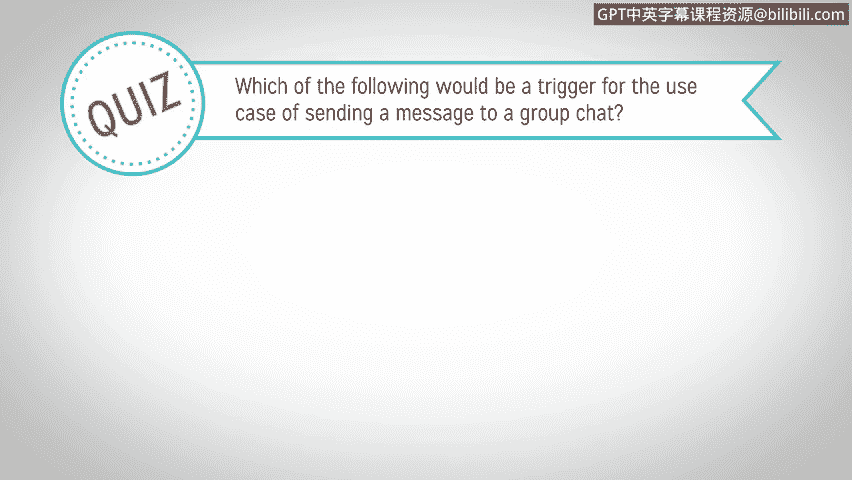 GPT中英字幕课程资源@bilibili.com
QUIZ
Which of the following would be a trigger for the use
case of sending a message to a group chat?